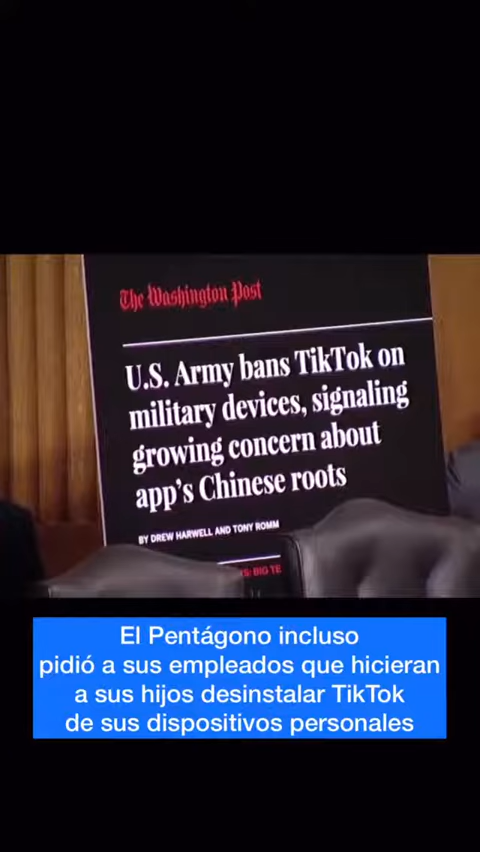 The Washington Post
U.S. Army bans TikTok on
military devices, signaling
growing concern about
app's Chinese roots
BY DREW HARWELL AND TONY ROMM
BIG TE
El Pentágono incluso
pidió a sus empleados que hicieran
a sus hijos desinstalar TikTok
de sus dispositivos personales